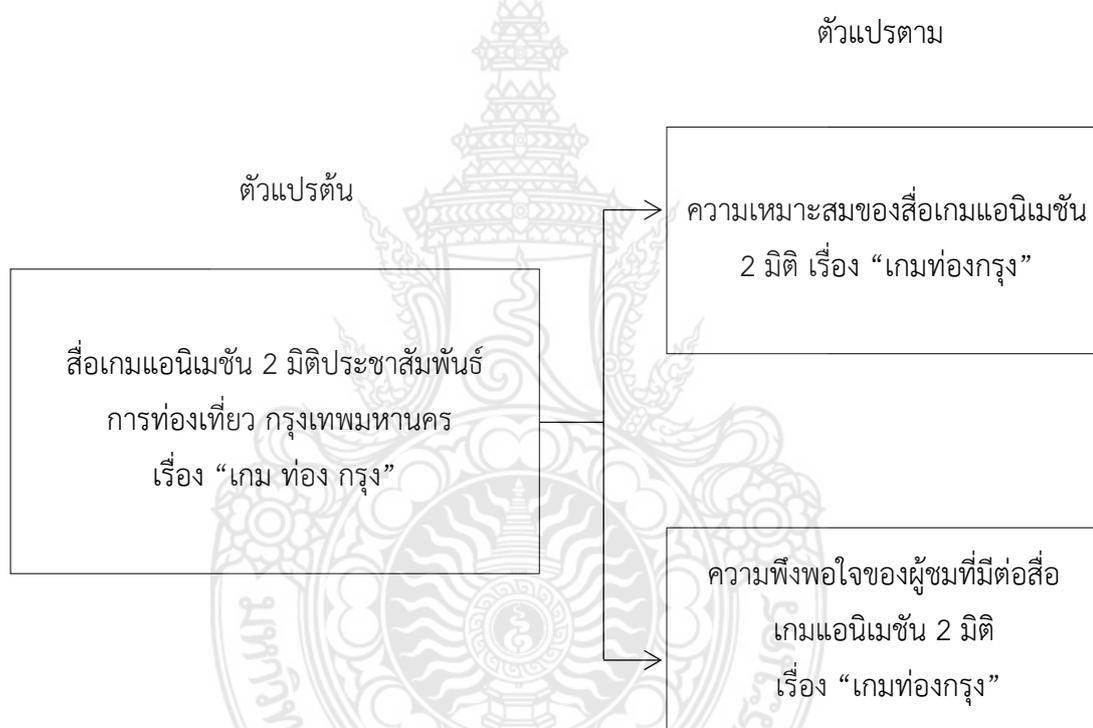 ตัวแปรตาม
ตัวแปรต้น
ความเหมาะสมของสื่อเกมแอนิเมชัน
2 มิติ เรื่อง “เกมท่องกรุง”
สื่อเกมแอนิเมชัน 2 มิติประชาสัมพันธ์
การท่องเที่ยว กรุงเทพมหานคร
เรื่อง “เกม ท่อง กรุง”
ความพึงพอใจของผู้ชมที่มีต่อสื่อ
เกมแอนิเมชัน 2 มิติ
เรื่อง “เกมท่องกรุง”